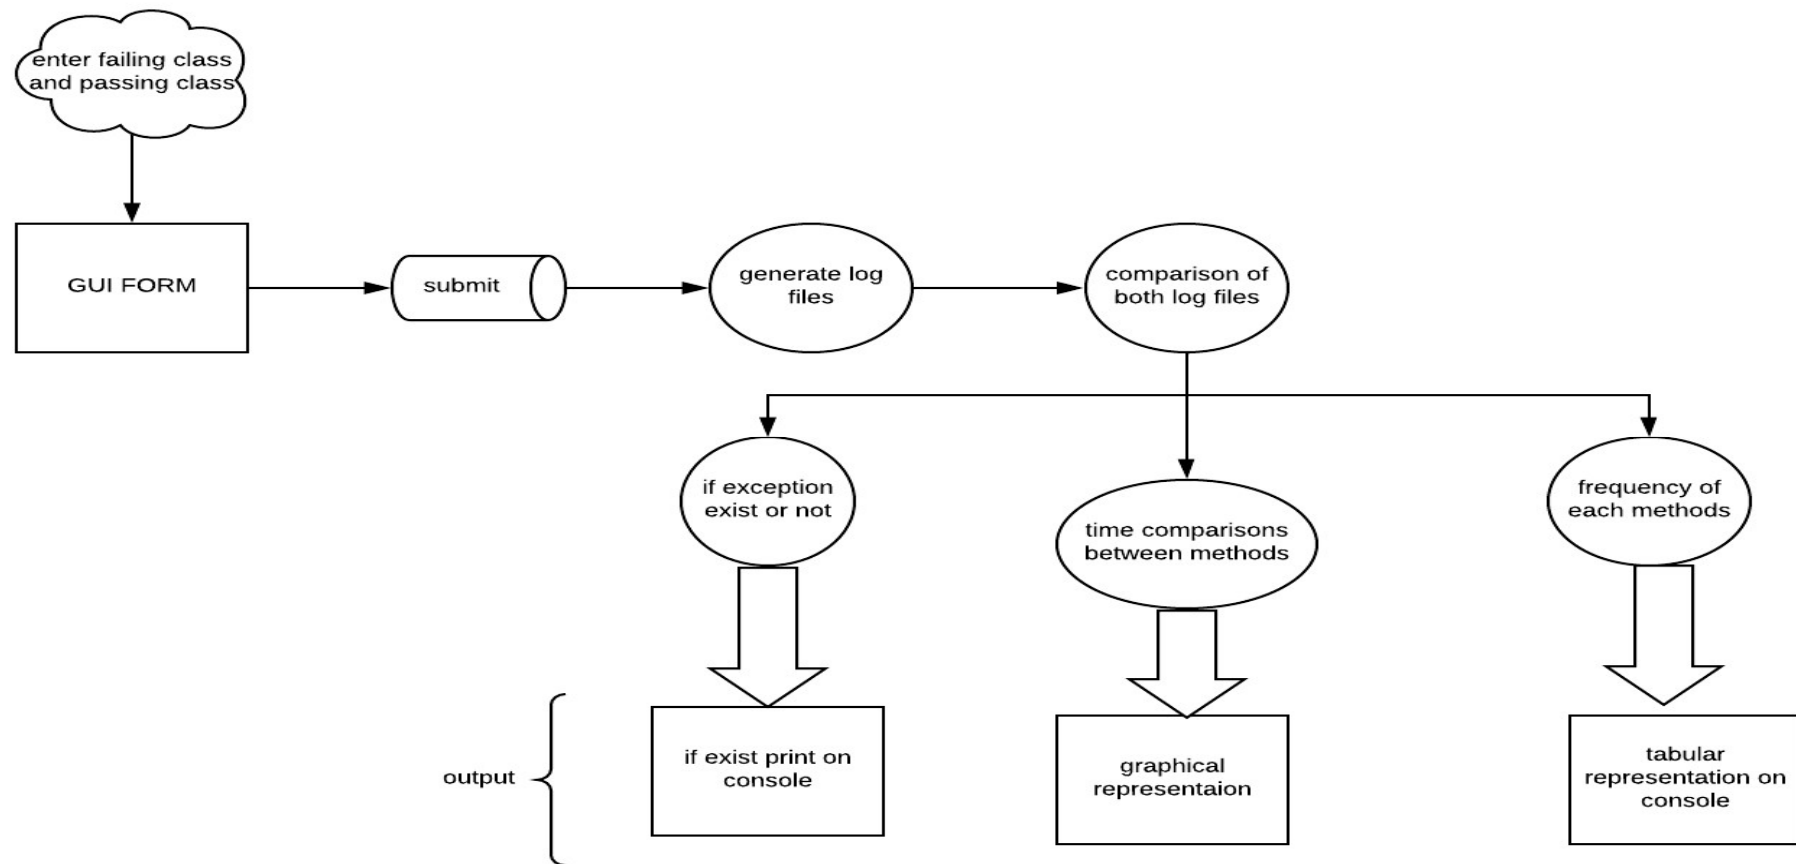 enter failing class
and passing class
GUI FORM
submit
generate log
files
comparison of
both log files
if exception
exist or not
time comparisons
between methods
frequency of
each methods
output
if exist print on
console
graphical
representaion
tabular
representation on
console